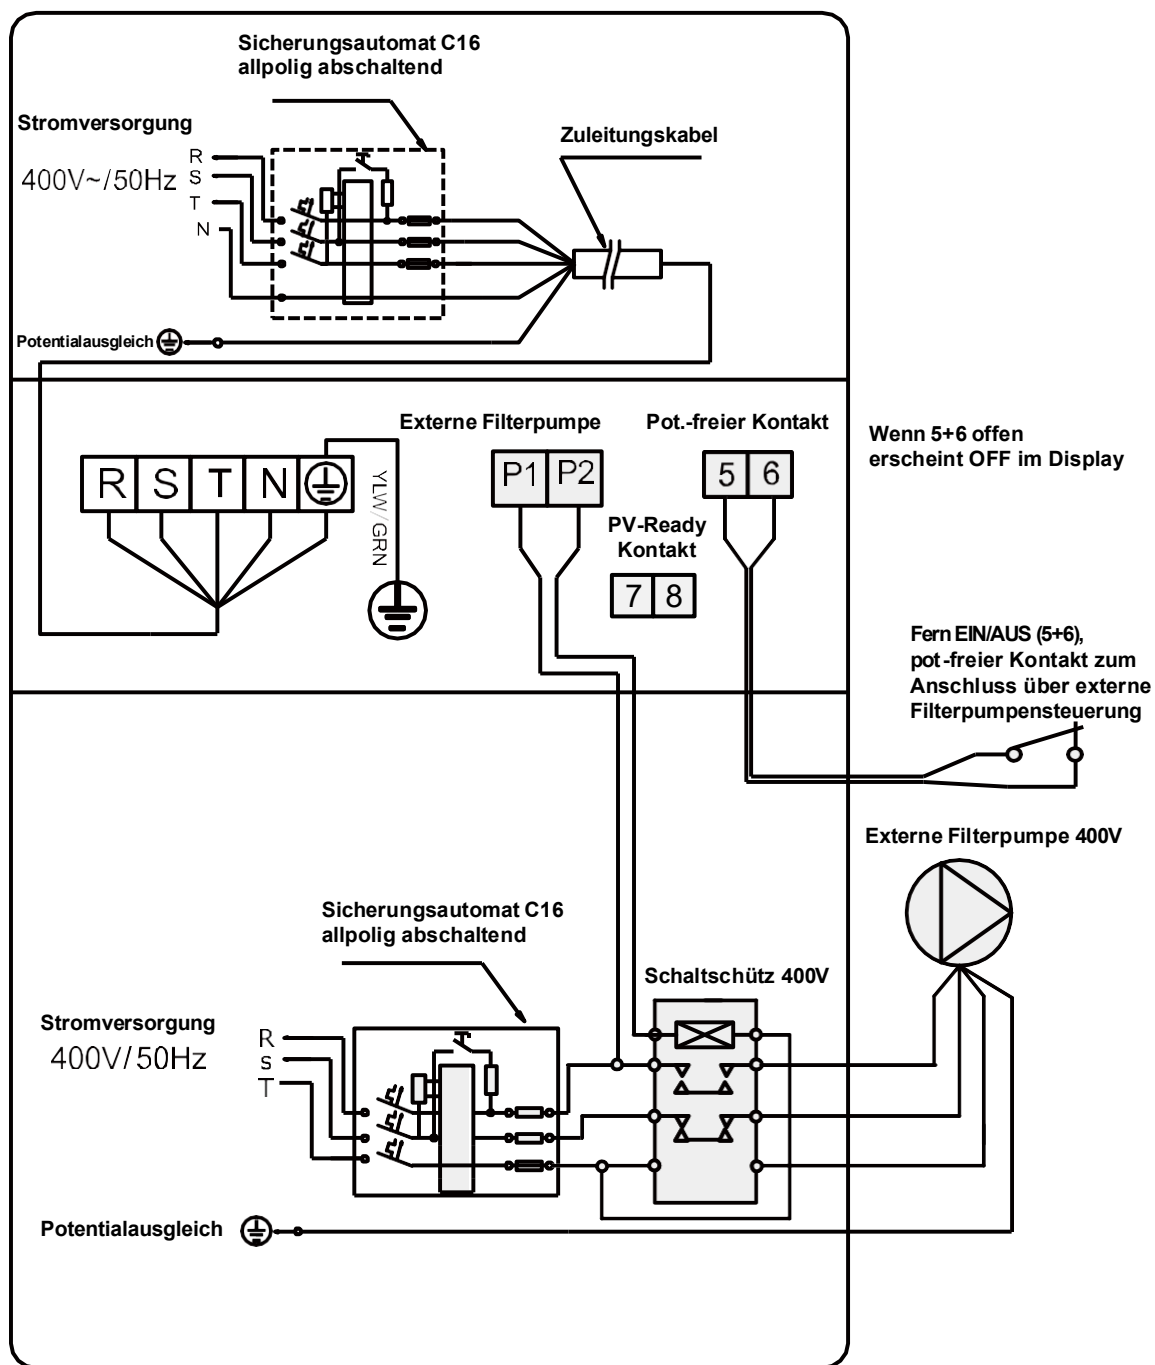 Sicherungsautomat C16
allpolig abschaltend
Stromversorgung
Zuleitungskabel
400V~/50Hz
R
S
T
N
Potentialausgleich
Externe Filterpumpe
Pot.-freier Kontakt
Wenn 5+6 offen
erscheint OFF im Display
R S T N
P1 P2
5 6
YLW/GRN
PV-Ready
Kontakt
7 8
Fern EIN/AUS (5+6),
pot-freier Kontakt zum
Anschluss über externe
Filterpumpensteuerung
Externe Filterpumpe 400V
Sicherungsautomat C16
allpolig abschaltend
Schaltschütz 400V
Stromversorgung
400V/50Hz
R
s
T
Potentialausgleich